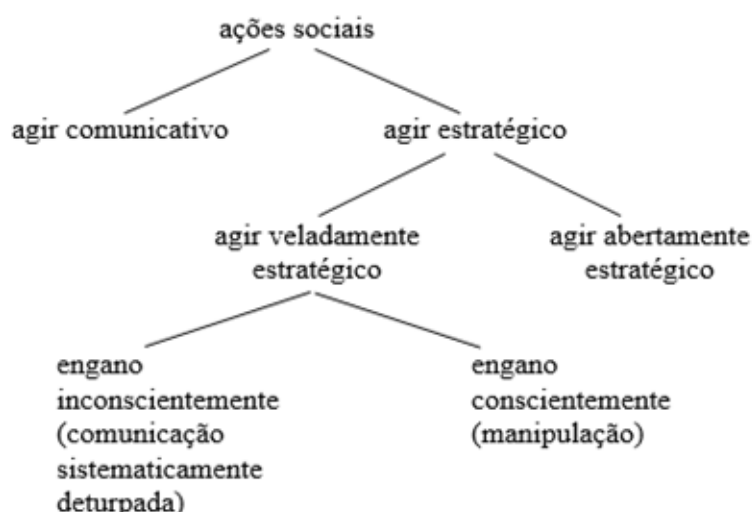 ações sociais
agir comunicativo
agir estratégico
agir veladamente
estratégico
agir abertamente
estratégico
engano
inconscientemente
(comunicação
sistematicamente
deturpada)
engano
conscientemente
(manipulação)